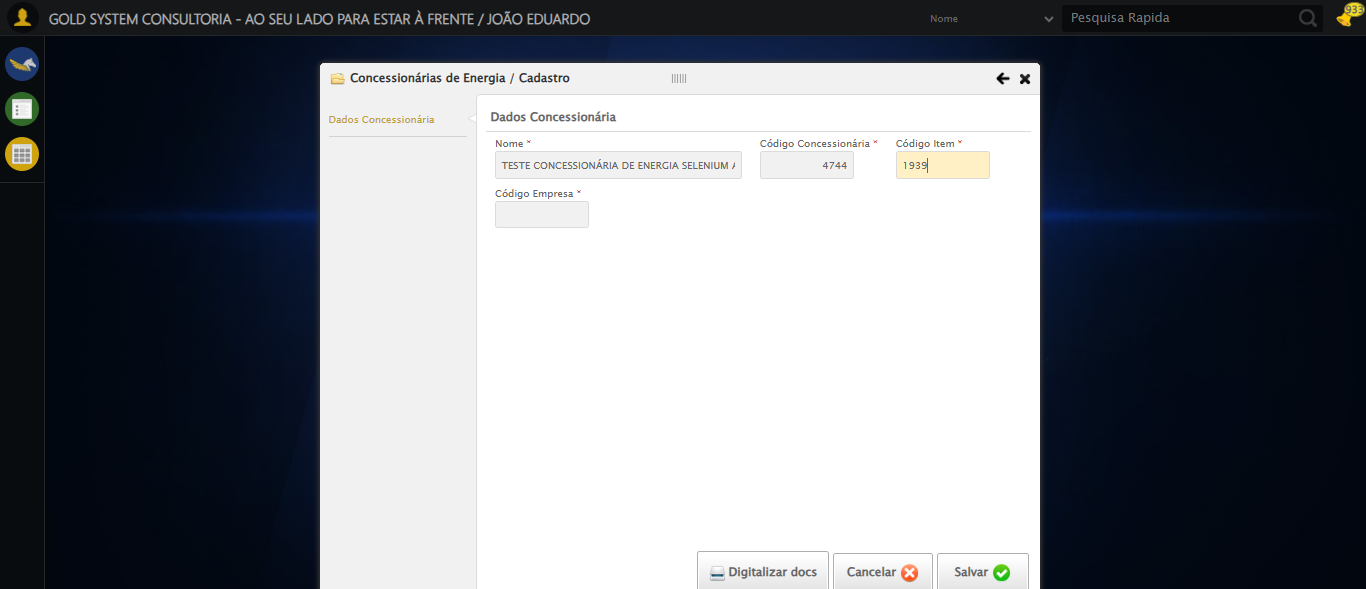 GOLD SYSTEM CONSULTORIA - AO SEU LADO PARA ESTAR À FRENTE / JOÃO EDUARDO
Nome
Pesquisa Rapida
933
Concessionárias de Energia / Cadastro
Dados Concessionária
Dados Concessionária
Nome *
Código Concessionária *
Código Item *
TESTE CONCESSIONÁRIA DE ENERGIA SELENIUM
4744
1939
Código Empresa *
Digitalizar docs
Cancelar
Salvar